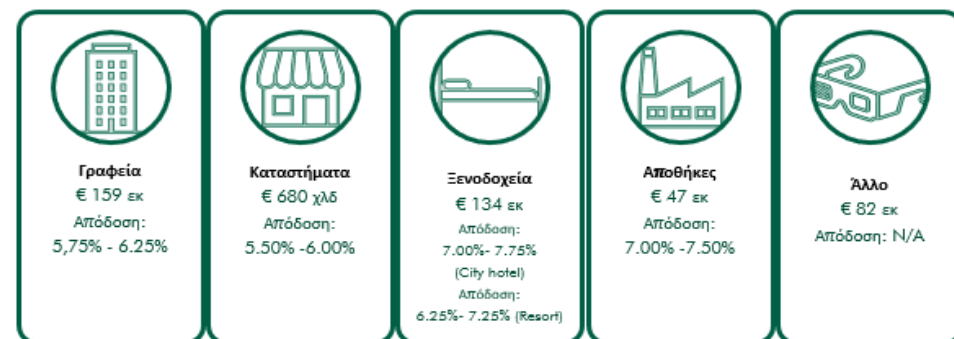 Γραφεία
€ 159 εκ
Απόδοση:
5,75% - 6.25%
Καταστήματα
€ 680 χλδ
Απόδοση:
5.50% -6.00%
Ξενοδοχεία
€ 134 εκ
Απόδοση:
7.00%- 7.75%
(City hotel)
Απόδοση:
6.25%- 7.25% (Resort)
Αποθήκες
€ 47 εκ
Απόδοση:
7.00% -7.50%
Άλλο
€ 82 εκ
Απόδοση: N/A